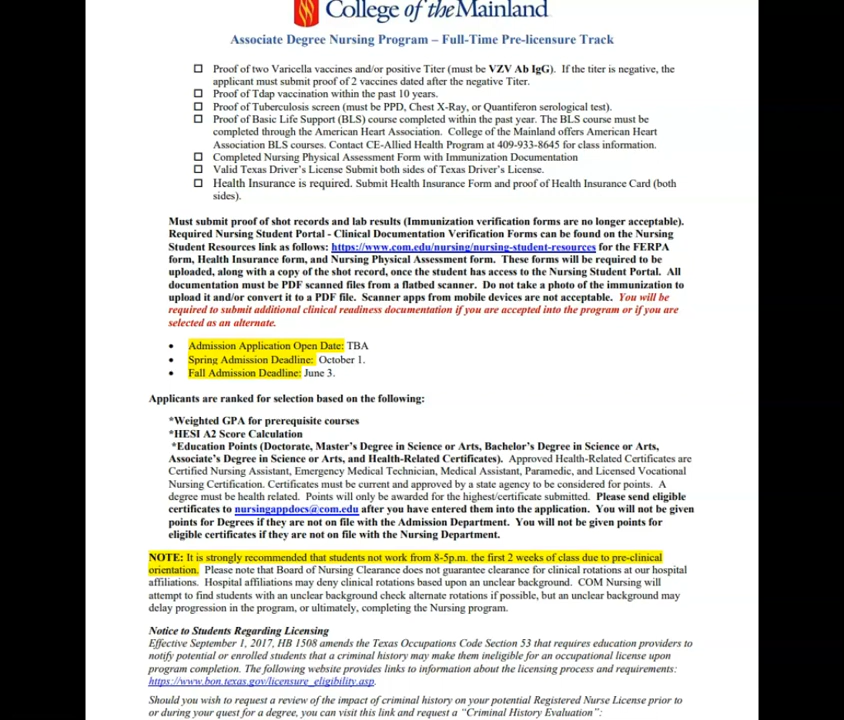 College of the Mainland
Associate Degree Nursing Program – Full-Time Pre-licensure Track
Proof of two Varicella vaccines and/or positive Titer (must be VZV Ab IgG). If the titer is negative, the
applicant must submit proof of 2 vaccines dated after the negative Titer.
Proof of Tdap vaccination within the past 10 years.
Proof of Tuberculosis screen (must be PPD, Chest X-Ray, or Quantiferon serological test).
Proof of Basic Life Support (BLS) course completed within the past year. The BLS course must be
completed through the American Heart Association. College of the Mainland offers American Heart
Association BLS courses. Contact CE-Allied Health Program at 409-933-8645 for class information.
Completed Nursing Physical Assessment Form with Immunization Documentation
Valid Texas Driver's License Submit both sides of Texas Driver's License.
Health Insurance is required. Submit Health Insurance Form and proof of Health Insurance Card (both
sides).
Must submit proof of shot records and lab results (Immunization verification forms are no longer acceptable).
Required Nursing Student Portal - Clinical Documentation Verification Forms can be found on the Nursing
Student Resources link as follows: https://www.com.edu/nursing/nursing-student-resources for the FERPA
form, Health Insurance form, and Nursing Physical Assessment form. These forms will be required to be
uploaded, along with a copy of the shot record, once the student has access to the Nursing Student Portal. All
documentation must be PDF scanned files from a flatbed scanner. Do not take a photo of the immunization to
upload it and/or convert it to a PDF file. Scanner apps from mobile devices are not acceptable. You will be
required to submit additional clinical readiness documentation if you are accepted into the program or if you are
selected as an alternate.
• Admission Application Open Date: TBA
• Spring Admission Deadline: October 1.
• Fall Admission Deadline: June 3.
Applicants are ranked for selection based on the following:
*Weighted GPA for prerequisite courses
*HESI A2 Score Calculation
*Education Points (Doctorate, Master's Degree in Science or Arts, Bachelor's Degree in Science or Arts,
Associate's Degree in Science or Arts, and Health-Related Certificates). Approved Health-Related Certificates are
Certified Nursing Assistant, Emergency Medical Technician, Medical Assistant, Paramedic, and Licensed Vocational
Nursing Certification. Certificates must be current and approved by a state agency to be considered for points. A
degree must be health related. Points will only be awarded for the highest/certificate submitted. Please send eligible
certificates to nursingappdocs@com.edu after you have entered them into the application. You will not be given
points for Degrees if they are not on file with the Admission Department. You will not be given points for
eligible certificates if they are not on file with the Nursing Department.
NOTE: It is strongly recommended that students not work from 8-5p.m. the first 2 weeks of class due to pre-clinical
orientation. Please note that Board of Nursing Clearance does not guarantee clearance for clinical rotations at our hospital
affiliations. Hospital affiliations may deny clinical rotations based upon an unclear background. COM Nursing will
attempt to find students with an unclear background check alternate rotations if possible, but an unclear background may
delay progression in the program, or ultimately, completing the Nursing program.
Notice to Students Regarding Licensing
Effective September 1, 2017, HB 1508 amends the Texas Occupations Code Section 53 that requires education providers to
notify potential or enrolled students that a criminal history may make them ineligible for an occupational license upon
program completion. The following website provides links to information about the licensing process and requirements:
https://www.bon.texas.gov/licensure_eligibility.asp.
Should you wish to request a review of the impact of criminal history on your potential Registered Nurse License prior to
or during your quest for a degree, you can visit this link and request a "Criminal History Evaluation":